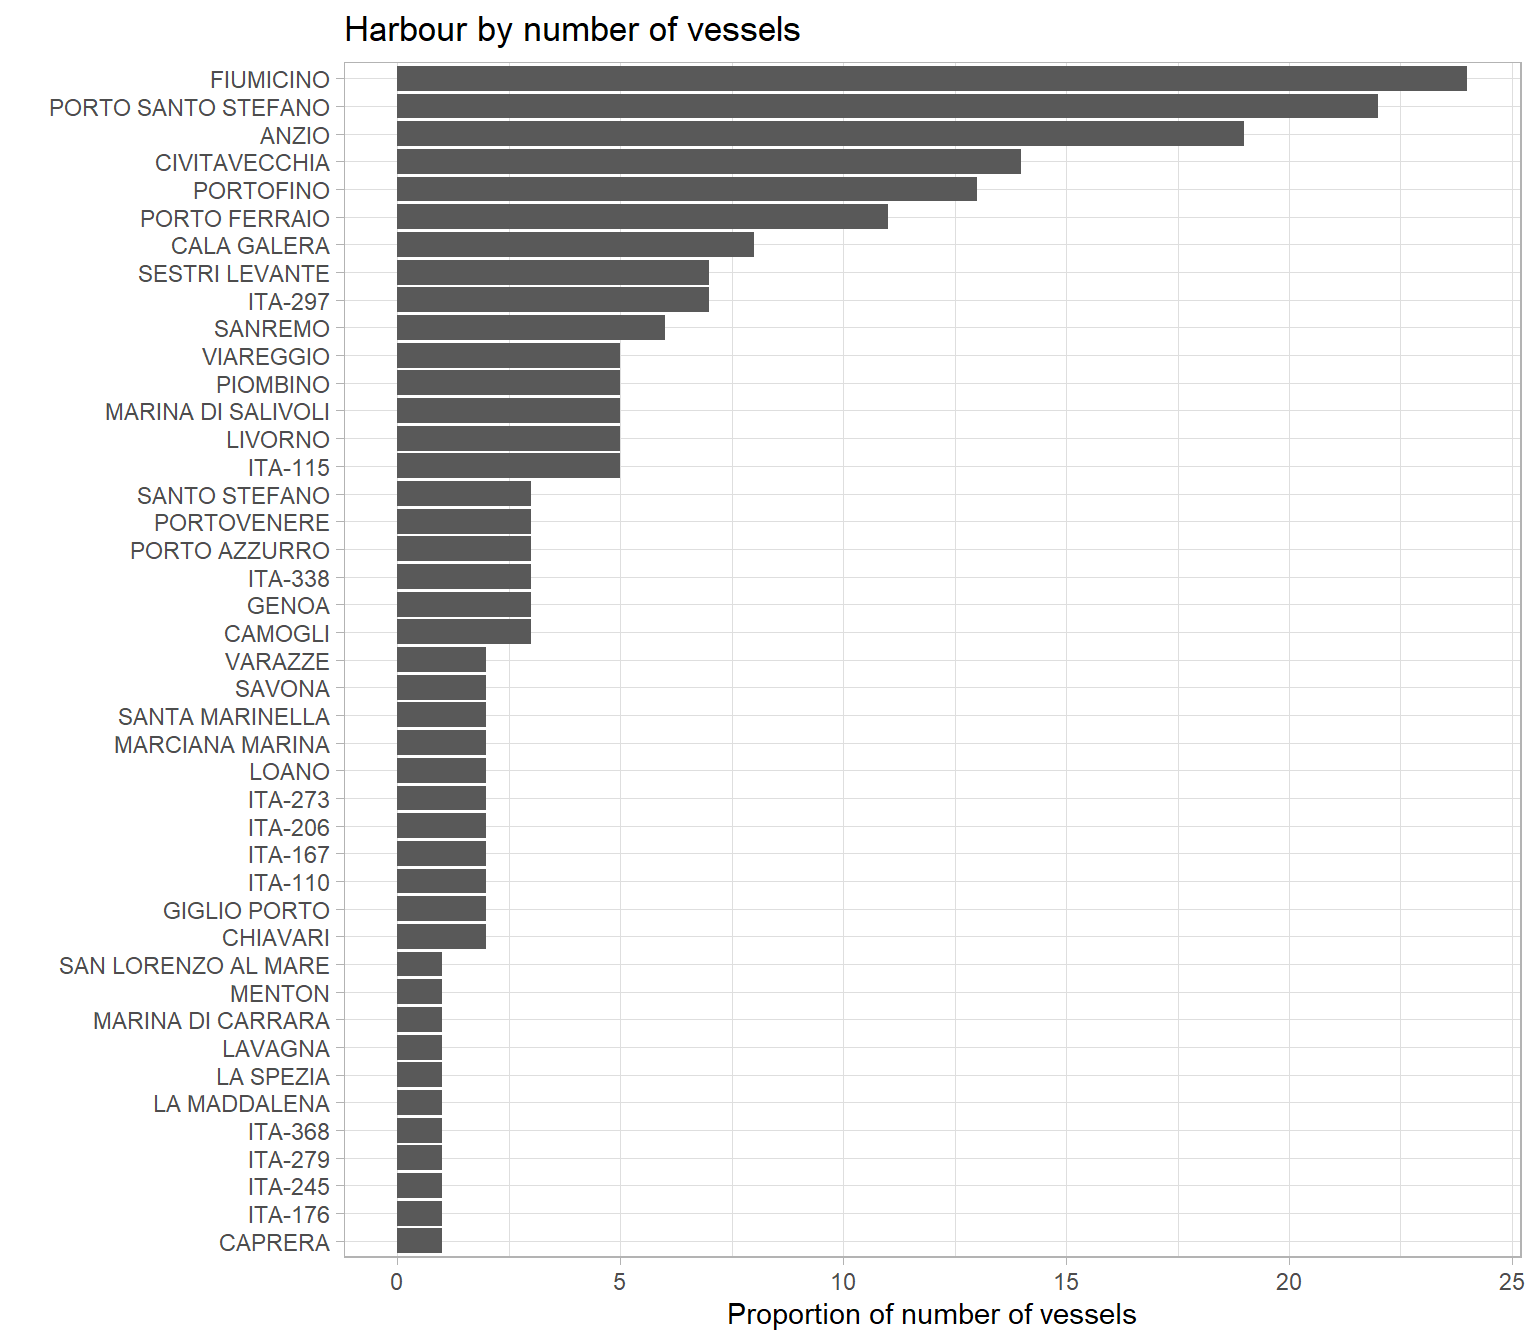 Harbour by number of vessels
FIUMICINO
PORTO SANTO STEFANO
ANZIO
CIVITAVECCHIA
PORTOFINO
PORTO FERRAIO
CALA GALERA
SESTRI LEVANTE
ITA-297
SANREMO
VIAREGGIO
PIOMBINO
MARINA DI SALIVOLI
LIVORNO
ITA-115
SANTO STEFANO
PORTOVENERE
PORTO AZZURRO
ITA-338
GENOA
CAMOGLI
VARAZZE
SAVONA
SANTA MARINELLA
MARCIANA MARINA
LOANO
ITA-273
ITA-206
ITA-167
ITA-110
GIGLIO PORTO
CHIAVARI
SAN LORENZO AL MARE
MENTON
MARINA DI CARRARA
LAVAGNA
LA SPEZIA
LA MADDALENA
ITA-368
ITA-279
ITA-245
ITA-176
CAPRERA
0 5 10 15 20 25
Proportion of number of vessels